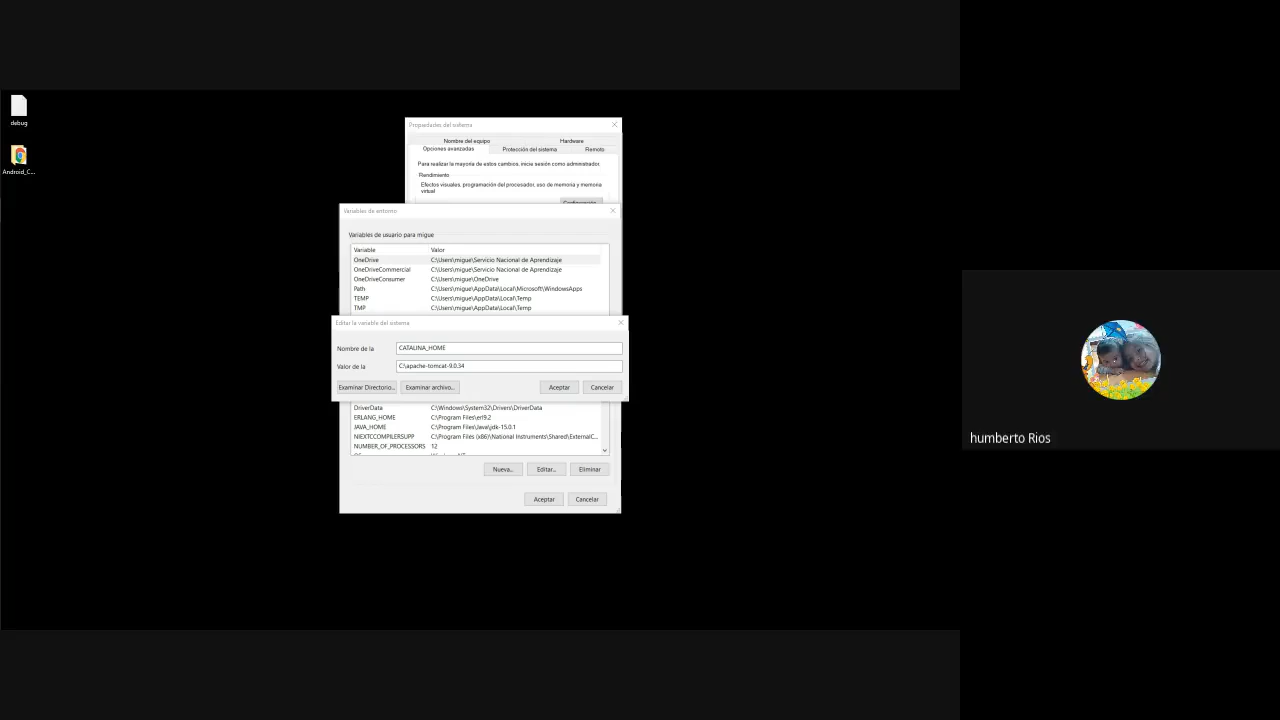 debug
Android_C...
Propiedades del sistema
Nombre del equipo
Hardware
Opciones avanzadas
Protección del sistema
Remoto
Para realizar la mayoría de estos cambios, inicie sesión como administrador.
Rendimiento
Efectos visuales, programación del procesador, uso de memoria y memoria
virtual
Configuración...
Variables de entorno
Variables de usuario para migue
Variable Valor
OneDrive C:\Users\migue\Servicio Nacional de Aprendizaje
OneDriveCommercial C:\Users\migue\Servicio Nacional de Aprendizaje
OneDriveConsumer C:\Users\migue\OneDrive
Path C:\Users\migue\AppData\Local\Microsoft\WindowsApps
TEMP C:\Users\migue\AppData\Local\Temp
TMP C:\Users\migue\AppData\Local\Temp
Editar la variable del sistema
Nombre de la CATALINA_HOME
Valor de la C:\apache-tomcat-9.0.34
Examinar Directorio... Examinar archivo... Aceptar Cancelar
DriverData C:\Windows\System32\Drivers\DriverData
ERLANG_HOME C:\Program Files\erl9.2
JAVA_HOME C:\Program Files\Java\jdk-15.0.1
NIEXTCCOMPILERSUPP C:\Program Files (x86)\National Instruments\Shared\ExternalC...
NUMBER_OF_PROCESSORS 12
Nueva... Editar... Eliminar
Aceptar Cancelar
humberto Rios